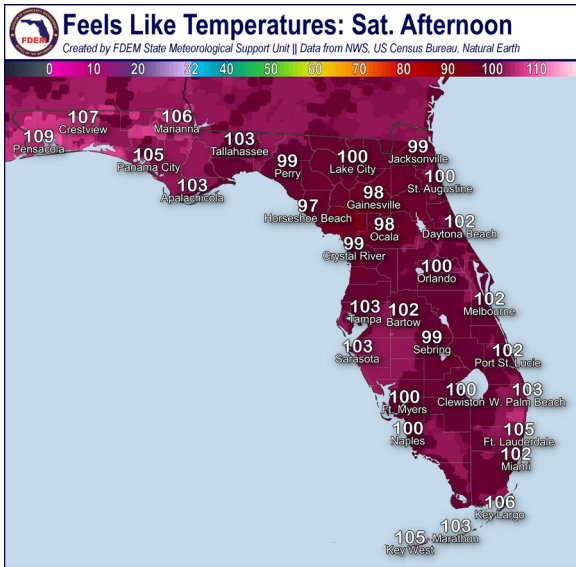 Feels Like Temperatures: Sat. Afternoon
Created by FDEM State Meteorological Support Unit || Data from NWS, US Census Bureau, Natural Earth
FDEM
0 10 20 32 40 50 60 70 80 90 100 110
107
Crestview
106
Marianna
109
Pensacola
105
Panama City
103
Tallahassee
103
Apalachicola
99
Perry
100
Lake City
99
Jacksonville
100
St. Augustine
97
Horseshoe Beach
98
Gainesville
98
Ocala
102
Daytona Beach
99
Crystal River
100
Orlando
102
Melbourne
103
Tampa
102
Bartow
103
Sarasota
99
Sebring
102
Port St. Lucie
100
Ft. Myers
100
Clewiston
103
W. Palm Beach
100
Naples
105
Ft. Lauderdale
102
Miami
106
Key Largo
103
Marathon
105
Key West